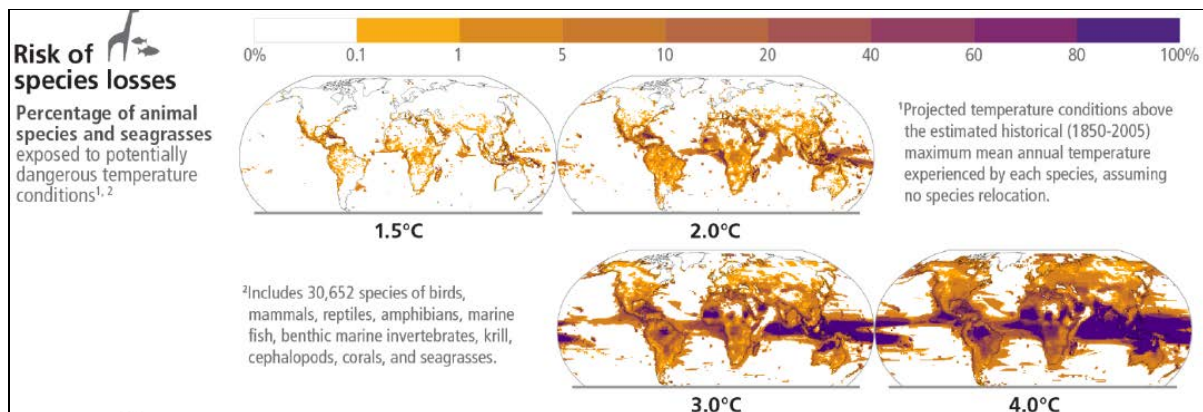 Risk of
species losses
Percentage of animal
species and seagrasses
exposed to potentially
dangerous temperature
conditions1, 2
0% 0.1 1 5 10 20 40 60 80 100%
1Projected temperature conditions above
the estimated historical (1850-2005)
maximum mean annual temperature
experienced by each species, assuming
no species relocation.
1.5°C 2.0°C
2Includes 30,652 species of birds,
mammals, reptiles, amphibians, marine
fish, benthic marine invertebrates, krill,
cephalopods, corals, and seagrasses.
3.0°C 4.0°C